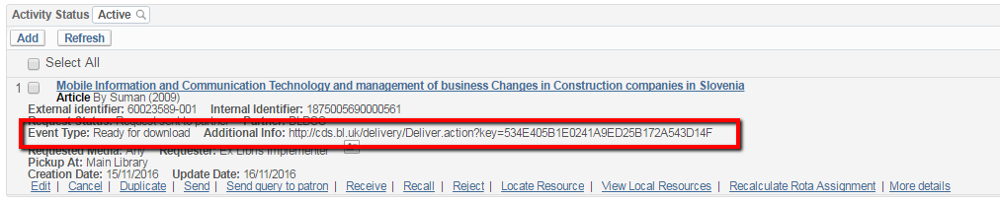 Activity Status Active
Add Refresh
Select All
1 Mobile Information and Communication Technology and management of business Changes in Construction companies in Slovenia
Article By Suman (2009)
External identifier: 60023589-001 Internal Identifier: 1875005690000561
Request Status: Request sent to partner Partner: BLDSS
Event Type: Ready for download Additional Info: http://cds.bl.uk/delivery/Deliver.action?key=534E405B1E0241A9ED25B172A543D14F
Requested Media: Any Requester: Ex Libris Implementer
Pickup At: Main Library
Creation Date: 15/11/2016 Update Date: 16/11/2016
Edit | Cancel | Duplicate | Send | Send query to patron | Receive | Recall | Reject | Locate Resource | View Local Resources | Recalculate Rota Assignment | More details